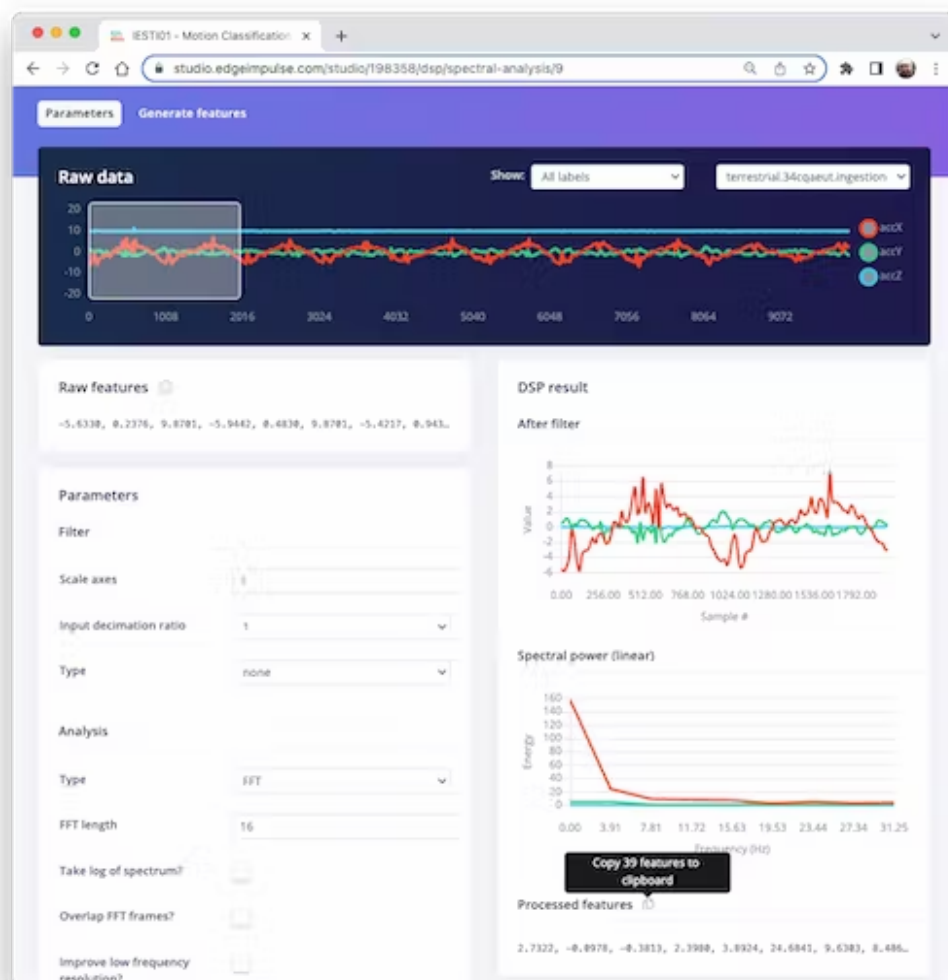 IESTI01 - Motion Classification
studio.edgeimpulse.com/studio/198358/dsp/spectral-analysis/9
Parameters Generate features
Raw data
Show: All labels terrestrial.34cqaeut.ingestion
20
10
0
-10
-20
accX
accY
accZ
0 1008 2016 3024 4032 5040 6048 7056 8064 9072
Raw features
-5.6330, 0.2376, 9.8701, -5.9442, 0.4830, 9.8701, -5.4217, 0.943…
Parameters
Filter
Scale axes
Input decimation ratio 1
Type none
Analysis
Type FFT
FFT length 16
Take log of spectrum?
Overlap FFT frames?
Improve low frequency
resolution?
DSP result
After filter
8
6
4
2
0
-2
-4
-6
Value
0.00 256.00 512.00 768.00 1024.00 1280.00 1536.00 1792.00
Sample #
Spectral power (linear)
160
140
120
100
80
60
40
20
0
Energy
0.00 3.91 7.81 11.72 15.63 19.53 23.44 27.34 31.25
Frequency (Hz)
Copy 39 features to
clipboard
Processed features
2.7322, -0.0978, -0.3813, 2.3980, 3.8924, 24.6841, 9.6303, 8.486…